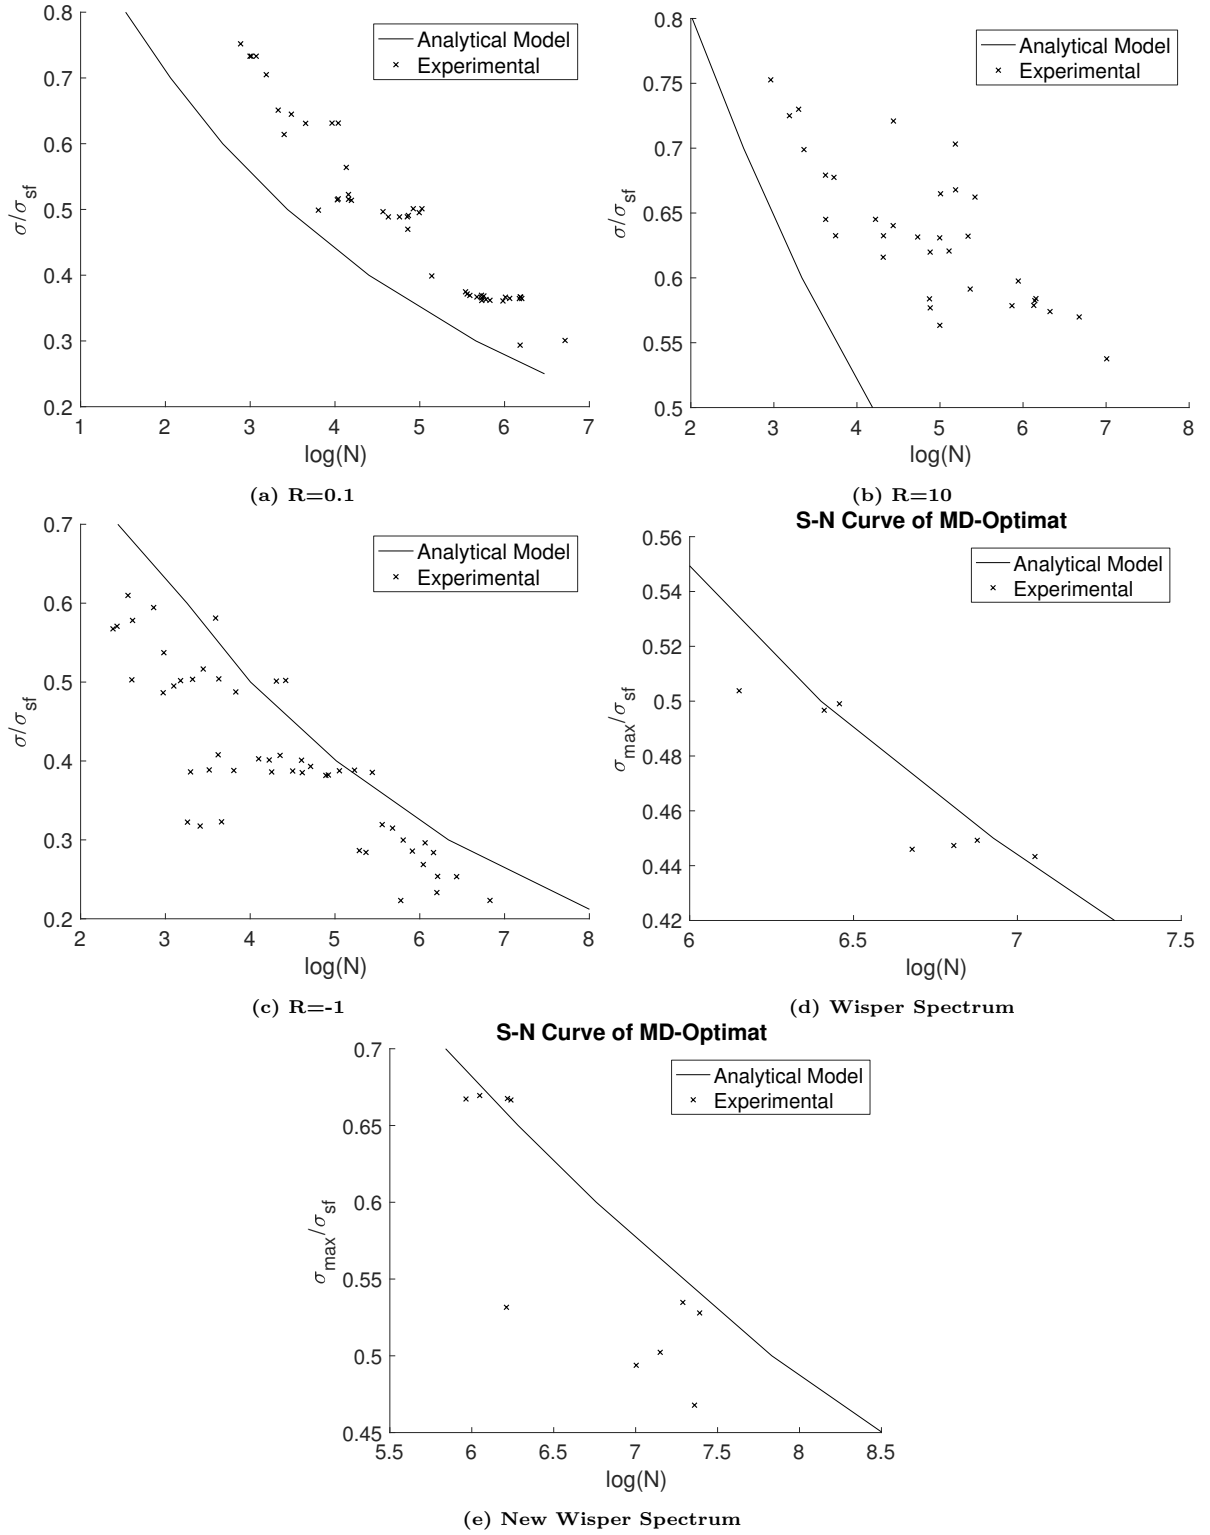 0.8
0.7
0.6
0.5
0.4
0.3
0.2
σ/σsf
1 2 3 4 5 6 7
log(N)
Analytical Model
Experimental
(a) R=0.1
0.8
0.75
0.7
0.65
0.6
0.55
0.5
σ/σsf
2 3 4 5 6 7 8
log(N)
Analytical Model
Experimental
(b) R=10
0.7
0.6
0.5
0.4
0.3
0.2
σ/σsf
2 3 4 5 6 7 8
log(N)
Analytical Model
Experimental
(c) R=-1
S-N Curve of MD-Optimat
0.56
0.54
0.52
0.5
0.48
0.46
0.44
0.42
σmax/σsf
6 6.5 7 7.5
log(N)
Analytical Model
Experimental
(d) Wisper Spectrum
S-N Curve of MD-Optimat
0.7
0.65
0.6
0.55
0.5
0.45
σmax/σsf
5.5 6 6.5 7 7.5 8 8.5
log(N)
Analytical Model
Experimental
(e) New Wisper Spectrum